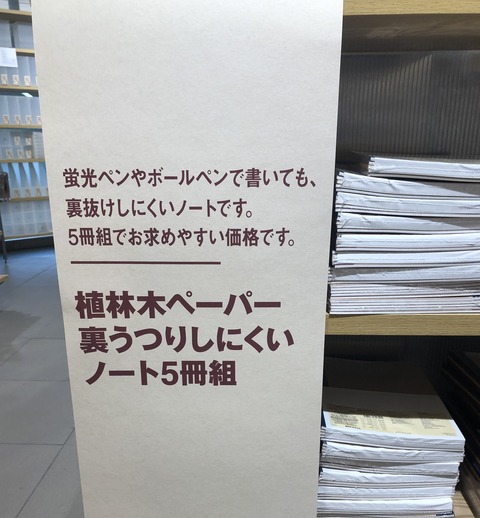 蛍光ペンやボールペンで書いても、
裏抜けしにくいノートです。
5冊組でお求めやすい価格です。
植林木ペーパー
裏うつりしにくい
ノート5冊組